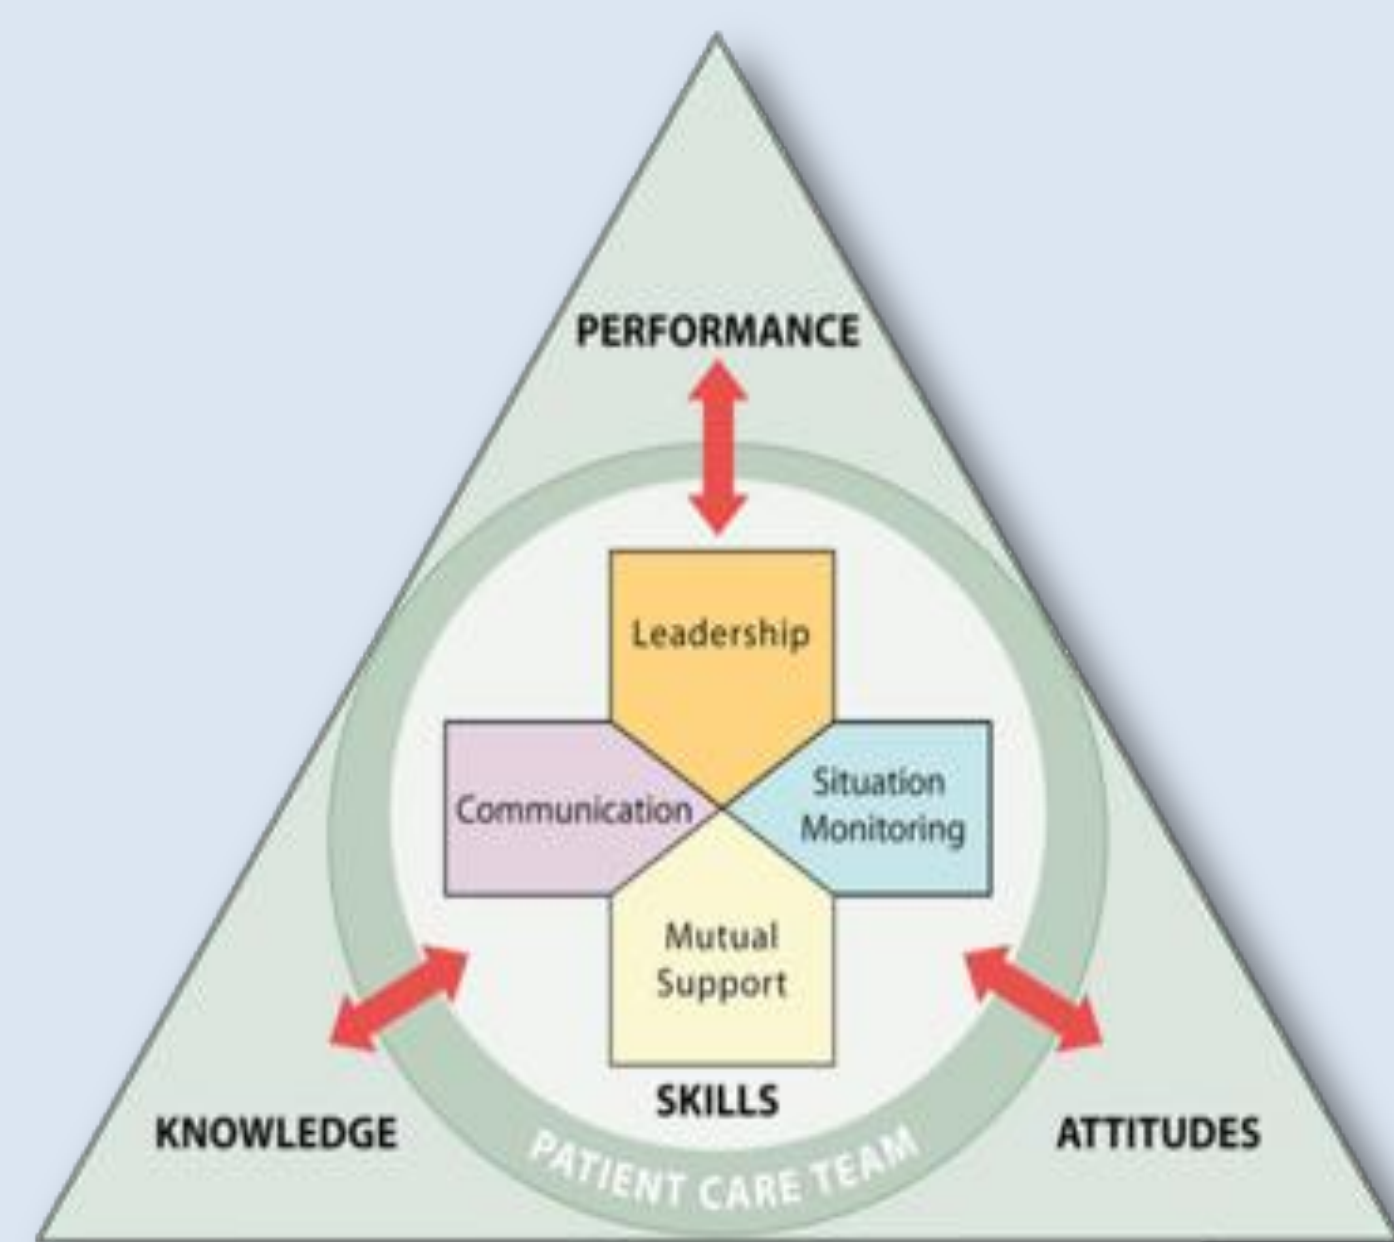 PERFORMANCE
Leadership
Communication
Situation
Monitoring
Mutual
Support
SKILLS
KNOWLEDGE
ATTITUDES
PATIENT CARE TEAM